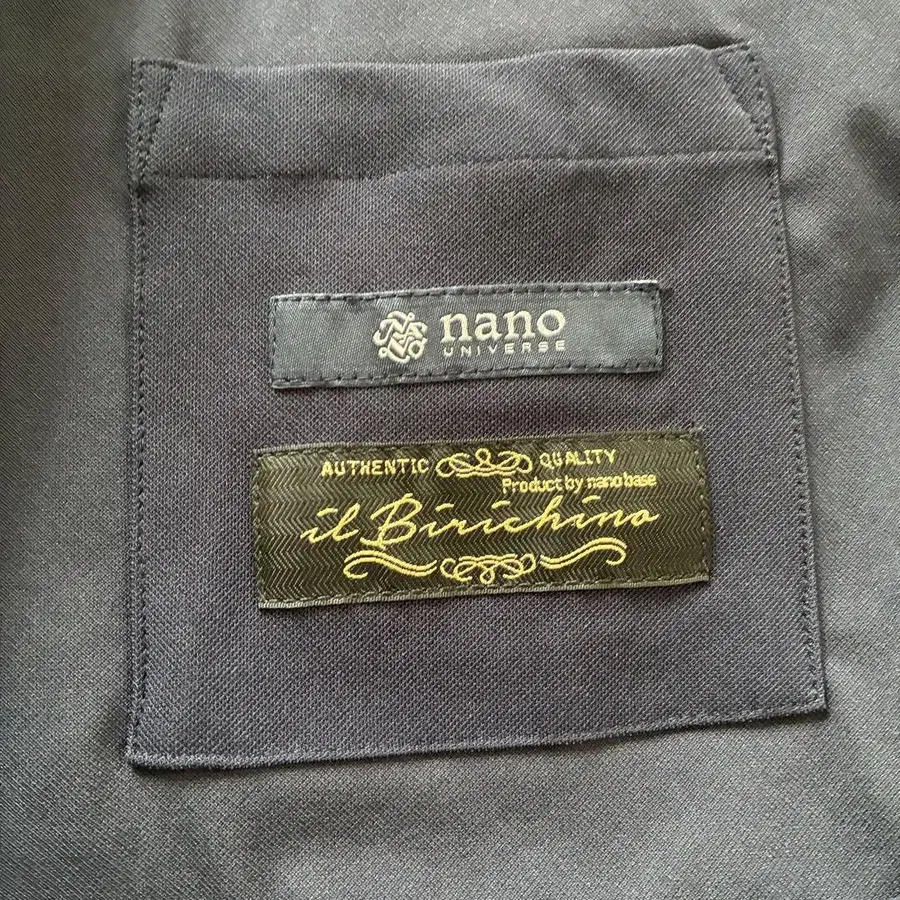 nano
UNIVERSE
AUTHENTIC QUALITY
Product by nano base
il Birichino